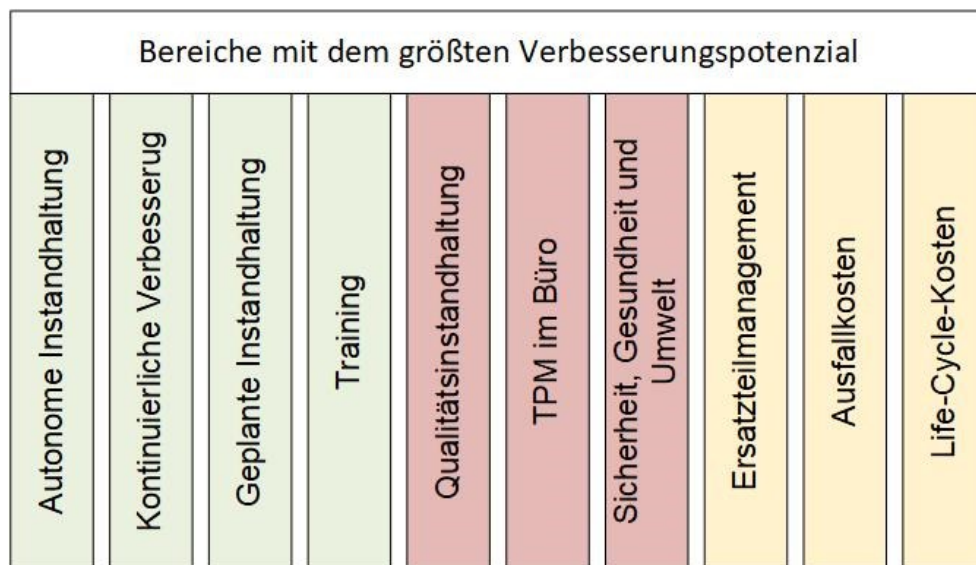 Bereiche mit dem größten Verbesserungspotenzial
Autonome Instandhaltung
Kontinuierliche Verbesserug
Geplante Instandhaltung
Training
Qualitätsinstandhaltung
TPM im Büro
Sicherheit, Gesundheit und
Umwelt
Ersatzteilmanagement
Ausfallkosten
Life-Cycle-Kosten